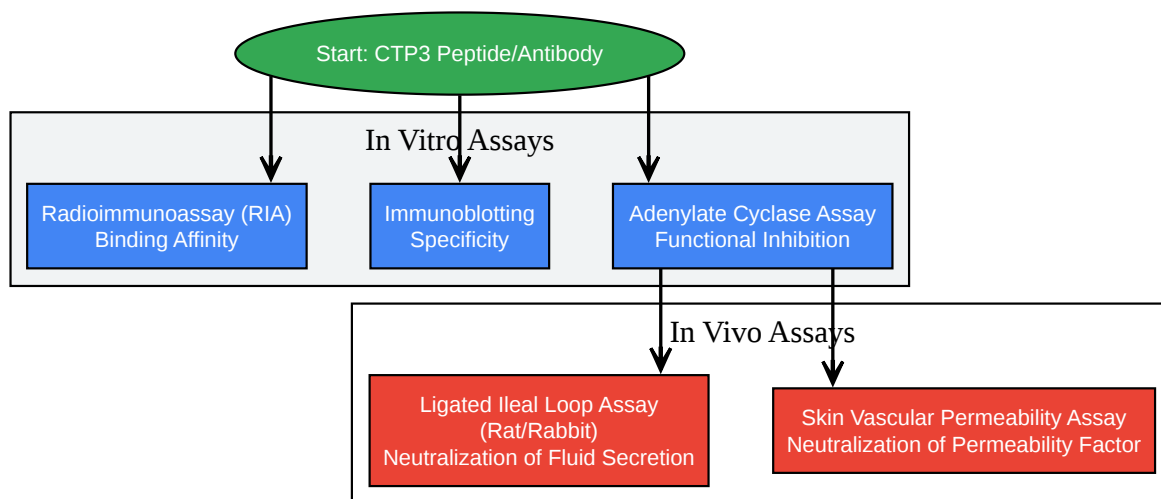 Start: CTP3 Peptide/Antibody
In Vitro Assays
Radioimmunoassay (RIA)
Binding Affinity
Immunoblotting
Specificity
Adenylate Cyclase Assay
Functional Inhibition
In Vivo Assays
Ligated Ileal Loop Assay
(Rat/Rabbit)
Neutralization of Fluid Secretion
Skin Vascular Permeability Assay
Neutralization of Permeability Factor